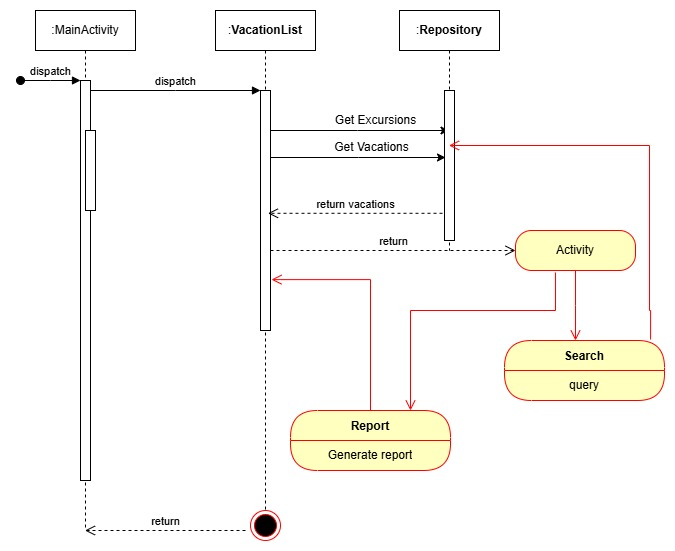 :MainActivity
:VacationList
:Repository
dispatch
dispatch
Get Excursions
Get Vacations
return vacations
return
Activity
Search
query
Report
Generate report
return